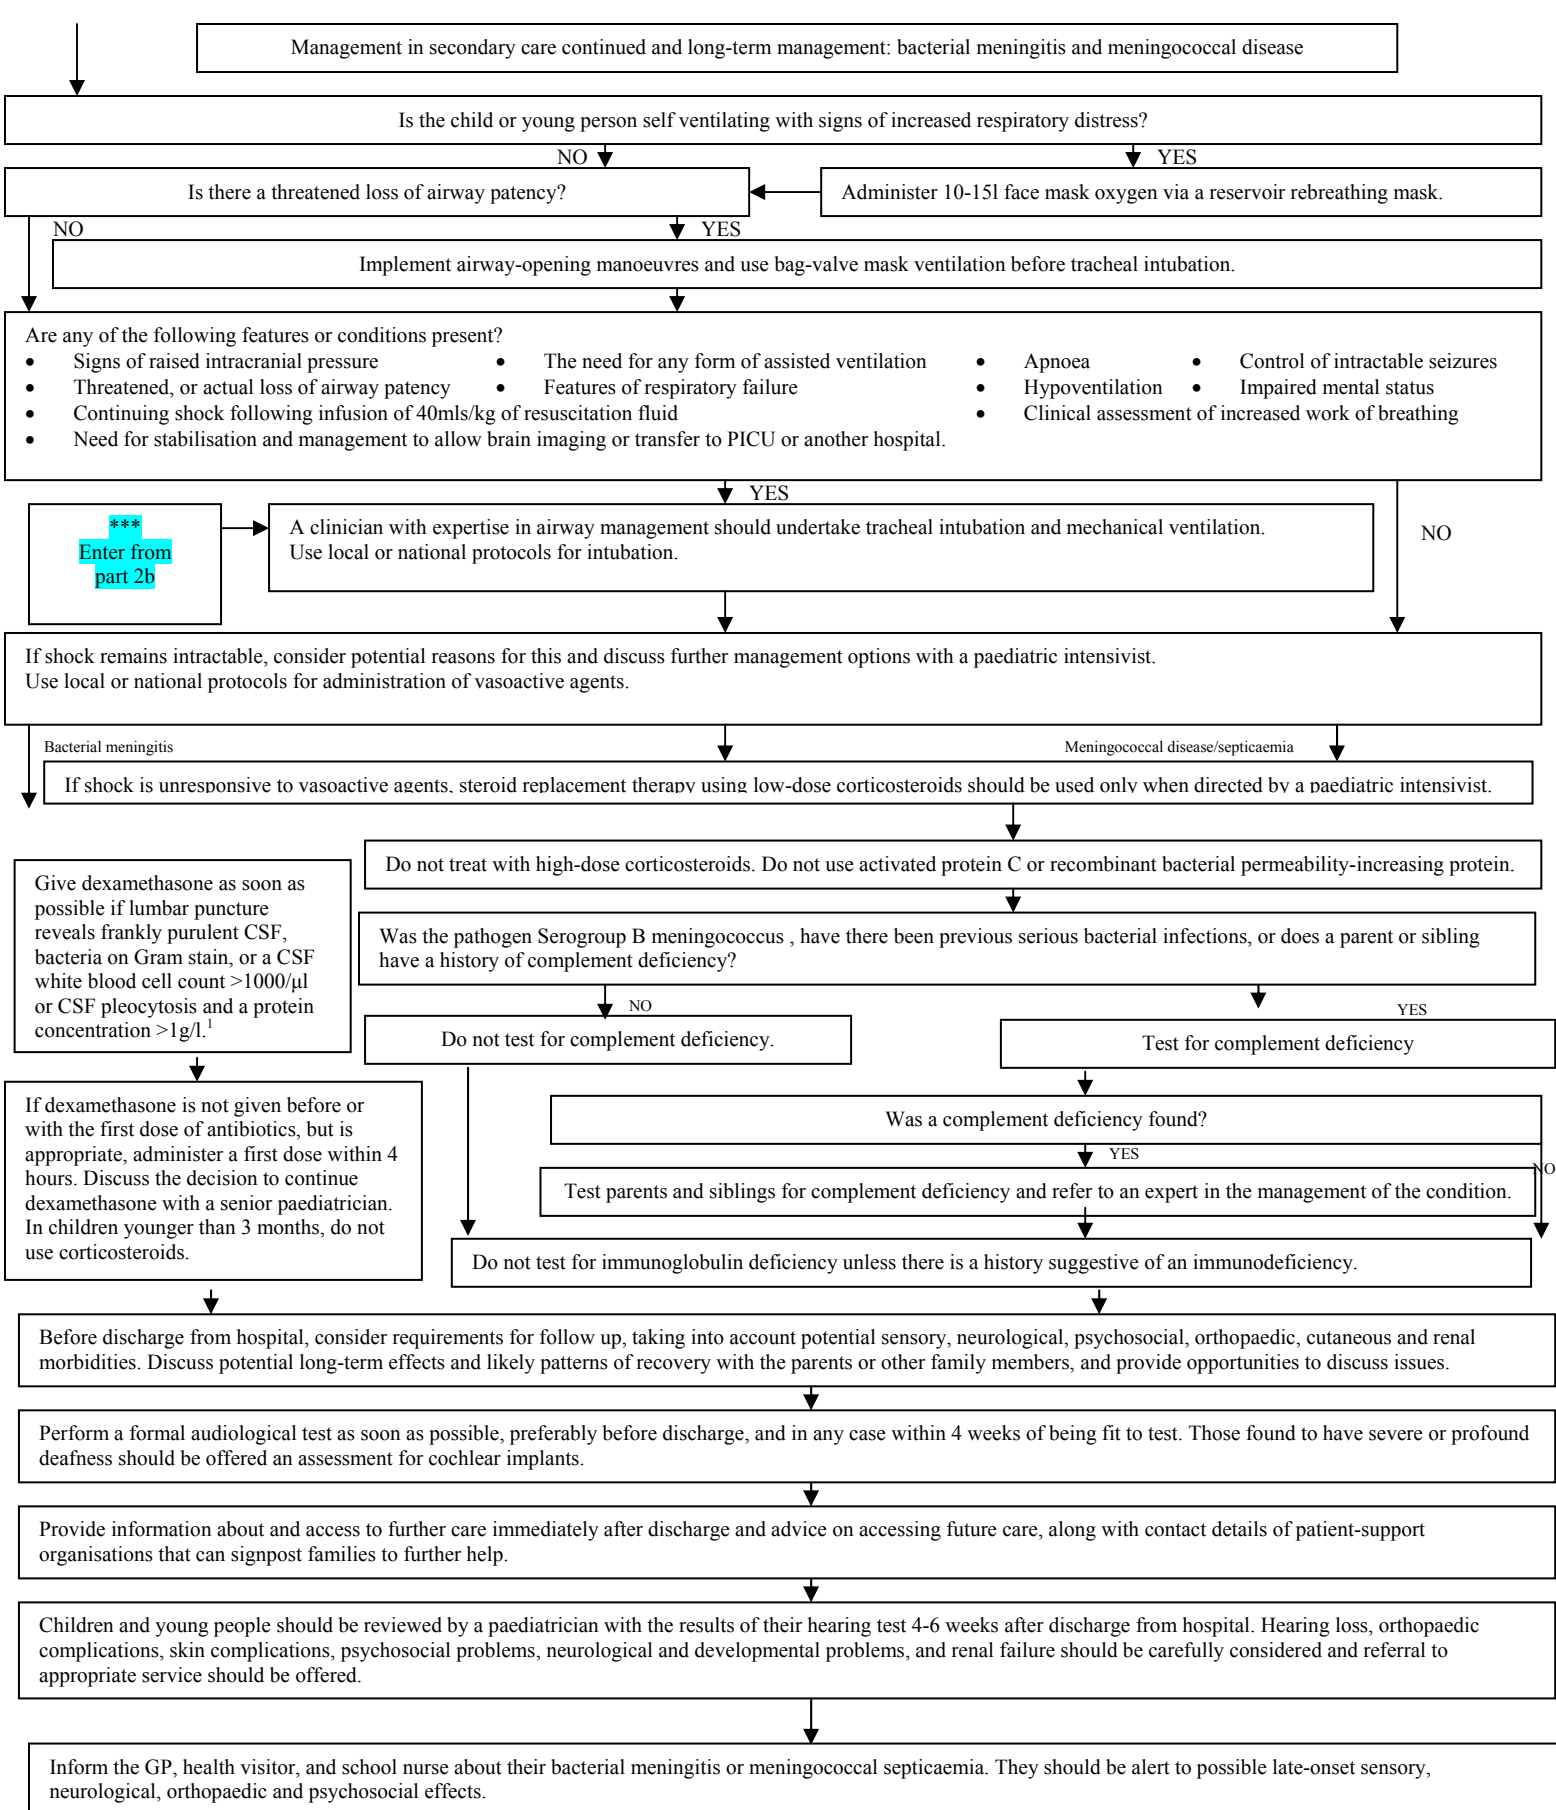 Management in secondary care continued and long-term management: bacterial meningitis and meningococcal disease
Is the child or young person self ventilating with signs of increased respiratory distress?
NO
YES
Is there a threatened loss of airway patency?
Administer 10-15l face mask oxygen via a reservoir rebreathing mask.
NO
YES
Implement airway-opening manoeuvres and use bag-valve mask ventilation before tracheal intubation.
Are any of the following features or conditions present?
• Signs of raised intracranial pressure • The need for any form of assisted ventilation • Apnoea • Control of intractable seizures
• Threatened, or actual loss of airway patency • Features of respiratory failure • Hypoventilation • Impaired mental status
• Continuing shock following infusion of 40mls/kg of resuscitation fluid • Clinical assessment of increased work of breathing
• Need for stabilisation and management to allow brain imaging or transfer to PICU or another hospital.
YES
NO
***
Enter from
part 2b
A clinician with expertise in airway management should undertake tracheal intubation and mechanical ventilation.
Use local or national protocols for intubation.
If shock remains intractable, consider potential reasons for this and discuss further management options with a paediatric intensivist.
Use local or national protocols for administration of vasoactive agents.
Bacterial meningitis
Meningococcal disease/septicaemia
If shock is unresponsive to vasoactive agents, steroid replacement therapy using low-dose corticosteroids should be used only when directed by a paediatric intensivist.
Do not treat with high-dose corticosteroids. Do not use activated protein C or recombinant bacterial permeability-increasing protein.
Give dexamethasone as soon as
possible if lumbar puncture
reveals frankly purulent CSF,
bacteria on Gram stain, or a CSF
white blood cell count >1000/μl
or CSF pleocytosis and a protein
concentration >1g/l.¹
Was the pathogen Serogroup B meningococcus , have there been previous serious bacterial infections, or does a parent or sibling
have a history of complement deficiency?
NO
YES
Do not test for complement deficiency.
Test for complement deficiency
If dexamethasone is not given before or
with the first dose of antibiotics, but is
appropriate, administer a first dose within 4
hours. Discuss the decision to continue
dexamethasone with a senior paediatrician.
In children younger than 3 months, do not
use corticosteroids.
Was a complement deficiency found?
YES
NO
Test parents and siblings for complement deficiency and refer to an expert in the management of the condition.
Do not test for immunoglobulin deficiency unless there is a history suggestive of an immunodeficiency.
Before discharge from hospital, consider requirements for follow up, taking into account potential sensory, neurological, psychosocial, orthopaedic, cutaneous and renal
morbidities. Discuss potential long-term effects and likely patterns of recovery with the parents or other family members, and provide opportunities to discuss issues.
Perform a formal audiological test as soon as possible, preferably before discharge, and in any case within 4 weeks of being fit to test. Those found to have severe or profound
deafness should be offered an assessment for cochlear implants.
Provide information about and access to further care immediately after discharge and advice on accessing future care, along with contact details of patient-support
organisations that can signpost families to further help.
Children and young people should be reviewed by a paediatrician with the results of their hearing test 4-6 weeks after discharge from hospital. Hearing loss, orthopaedic
complications, skin complications, psychosocial problems, neurological and developmental problems, and renal failure should be carefully considered and referral to
appropriate service should be offered.
Inform the GP, health visitor, and school nurse about their bacterial meningitis or meningococcal septicaemia. They should be alert to possible late-onset sensory,
neurological, orthopaedic and psychosocial effects.